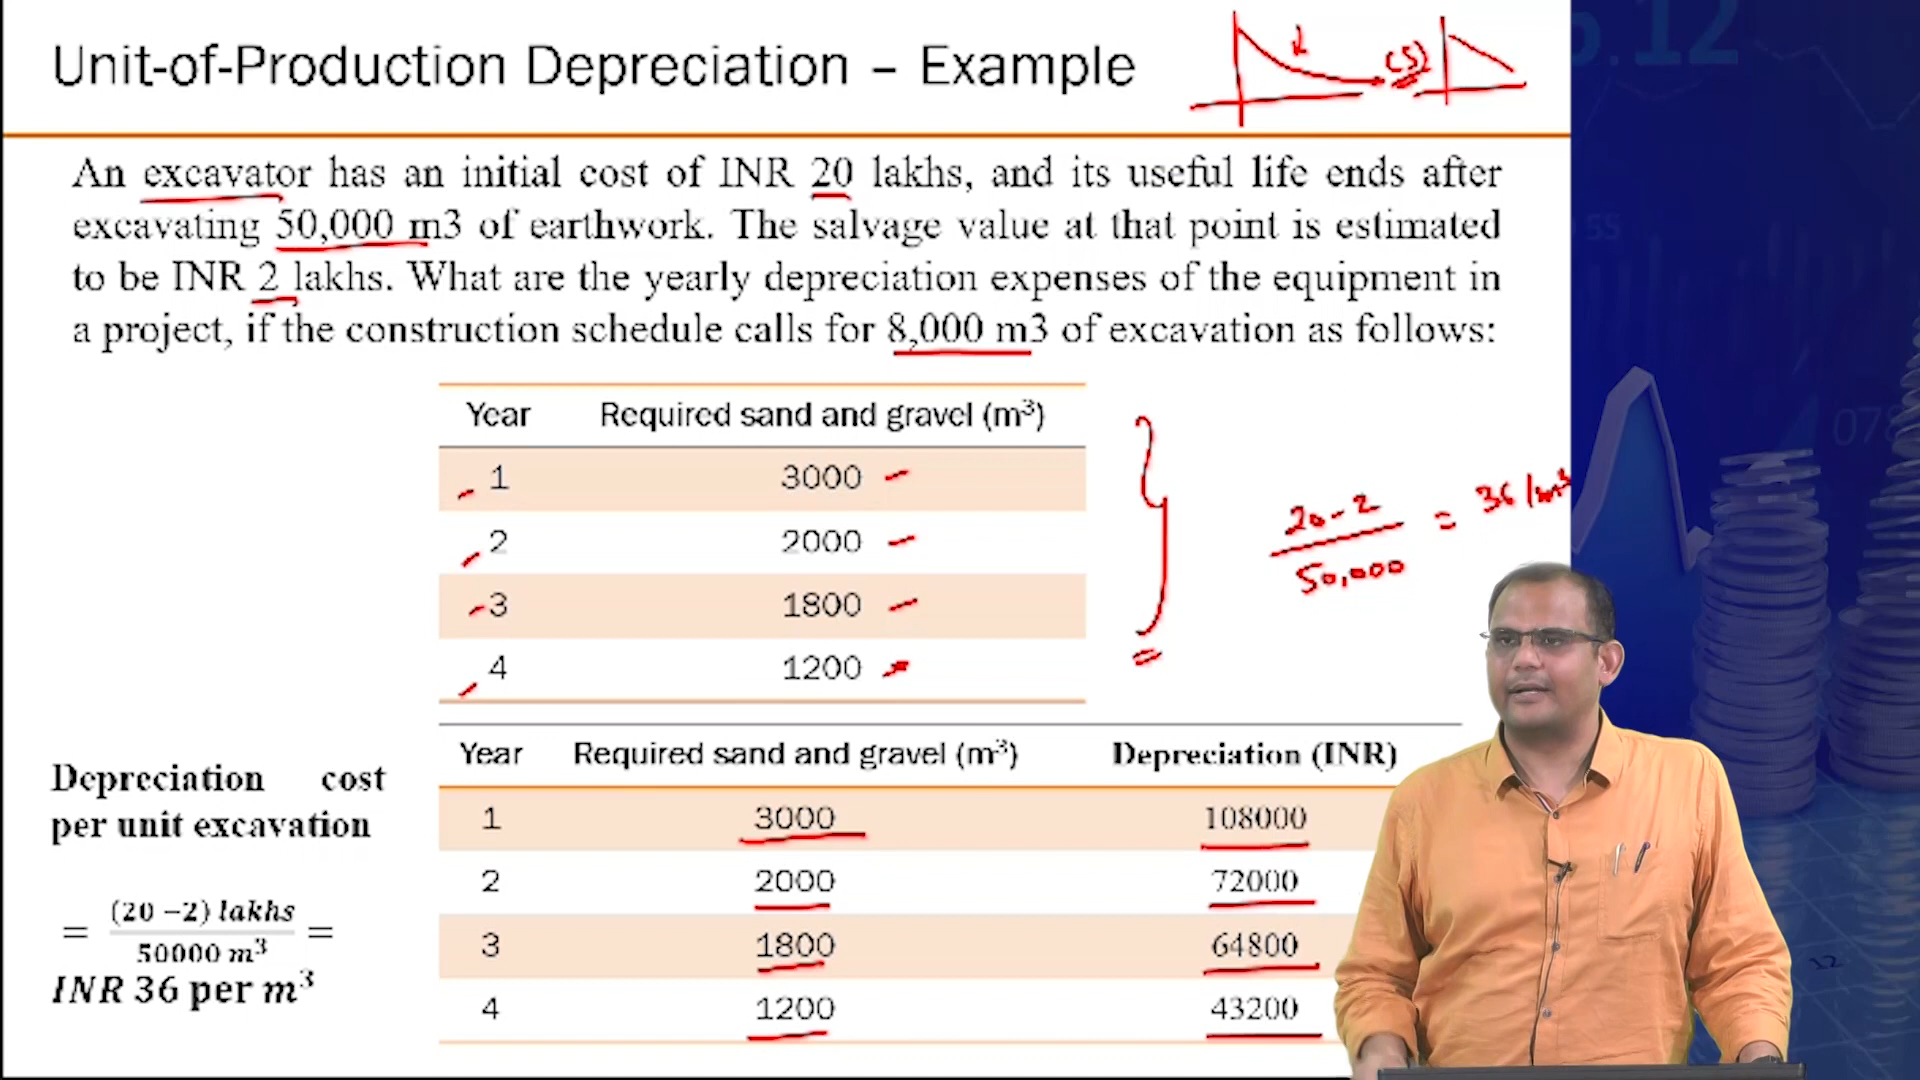 Unit-of-Production Depreciation – Example
(S)
An excavator has an initial cost of INR 20 lakhs, and its useful life ends after
excavating 50,000 m3 of earthwork. The salvage value at that point is estimated
to be INR 2 lakhs. What are the yearly depreciation expenses of the equipment in
a project, if the construction schedule calls for 8,000 m3 of excavation as follows:
Year Required sand and gravel (m³)
1 3000
2 2000
3 1800
4 1200
20-2
50,000
= 36/m³
Depreciation cost
per unit excavation
= (20 –2) lakhs
50000 m³ =
INR 36 per m³
Year Required sand and gravel (m³) Depreciation (INR)
1 3000 108000
2 2000 72000
3 1800 64800
4 1200 43200
.12
55
078
12